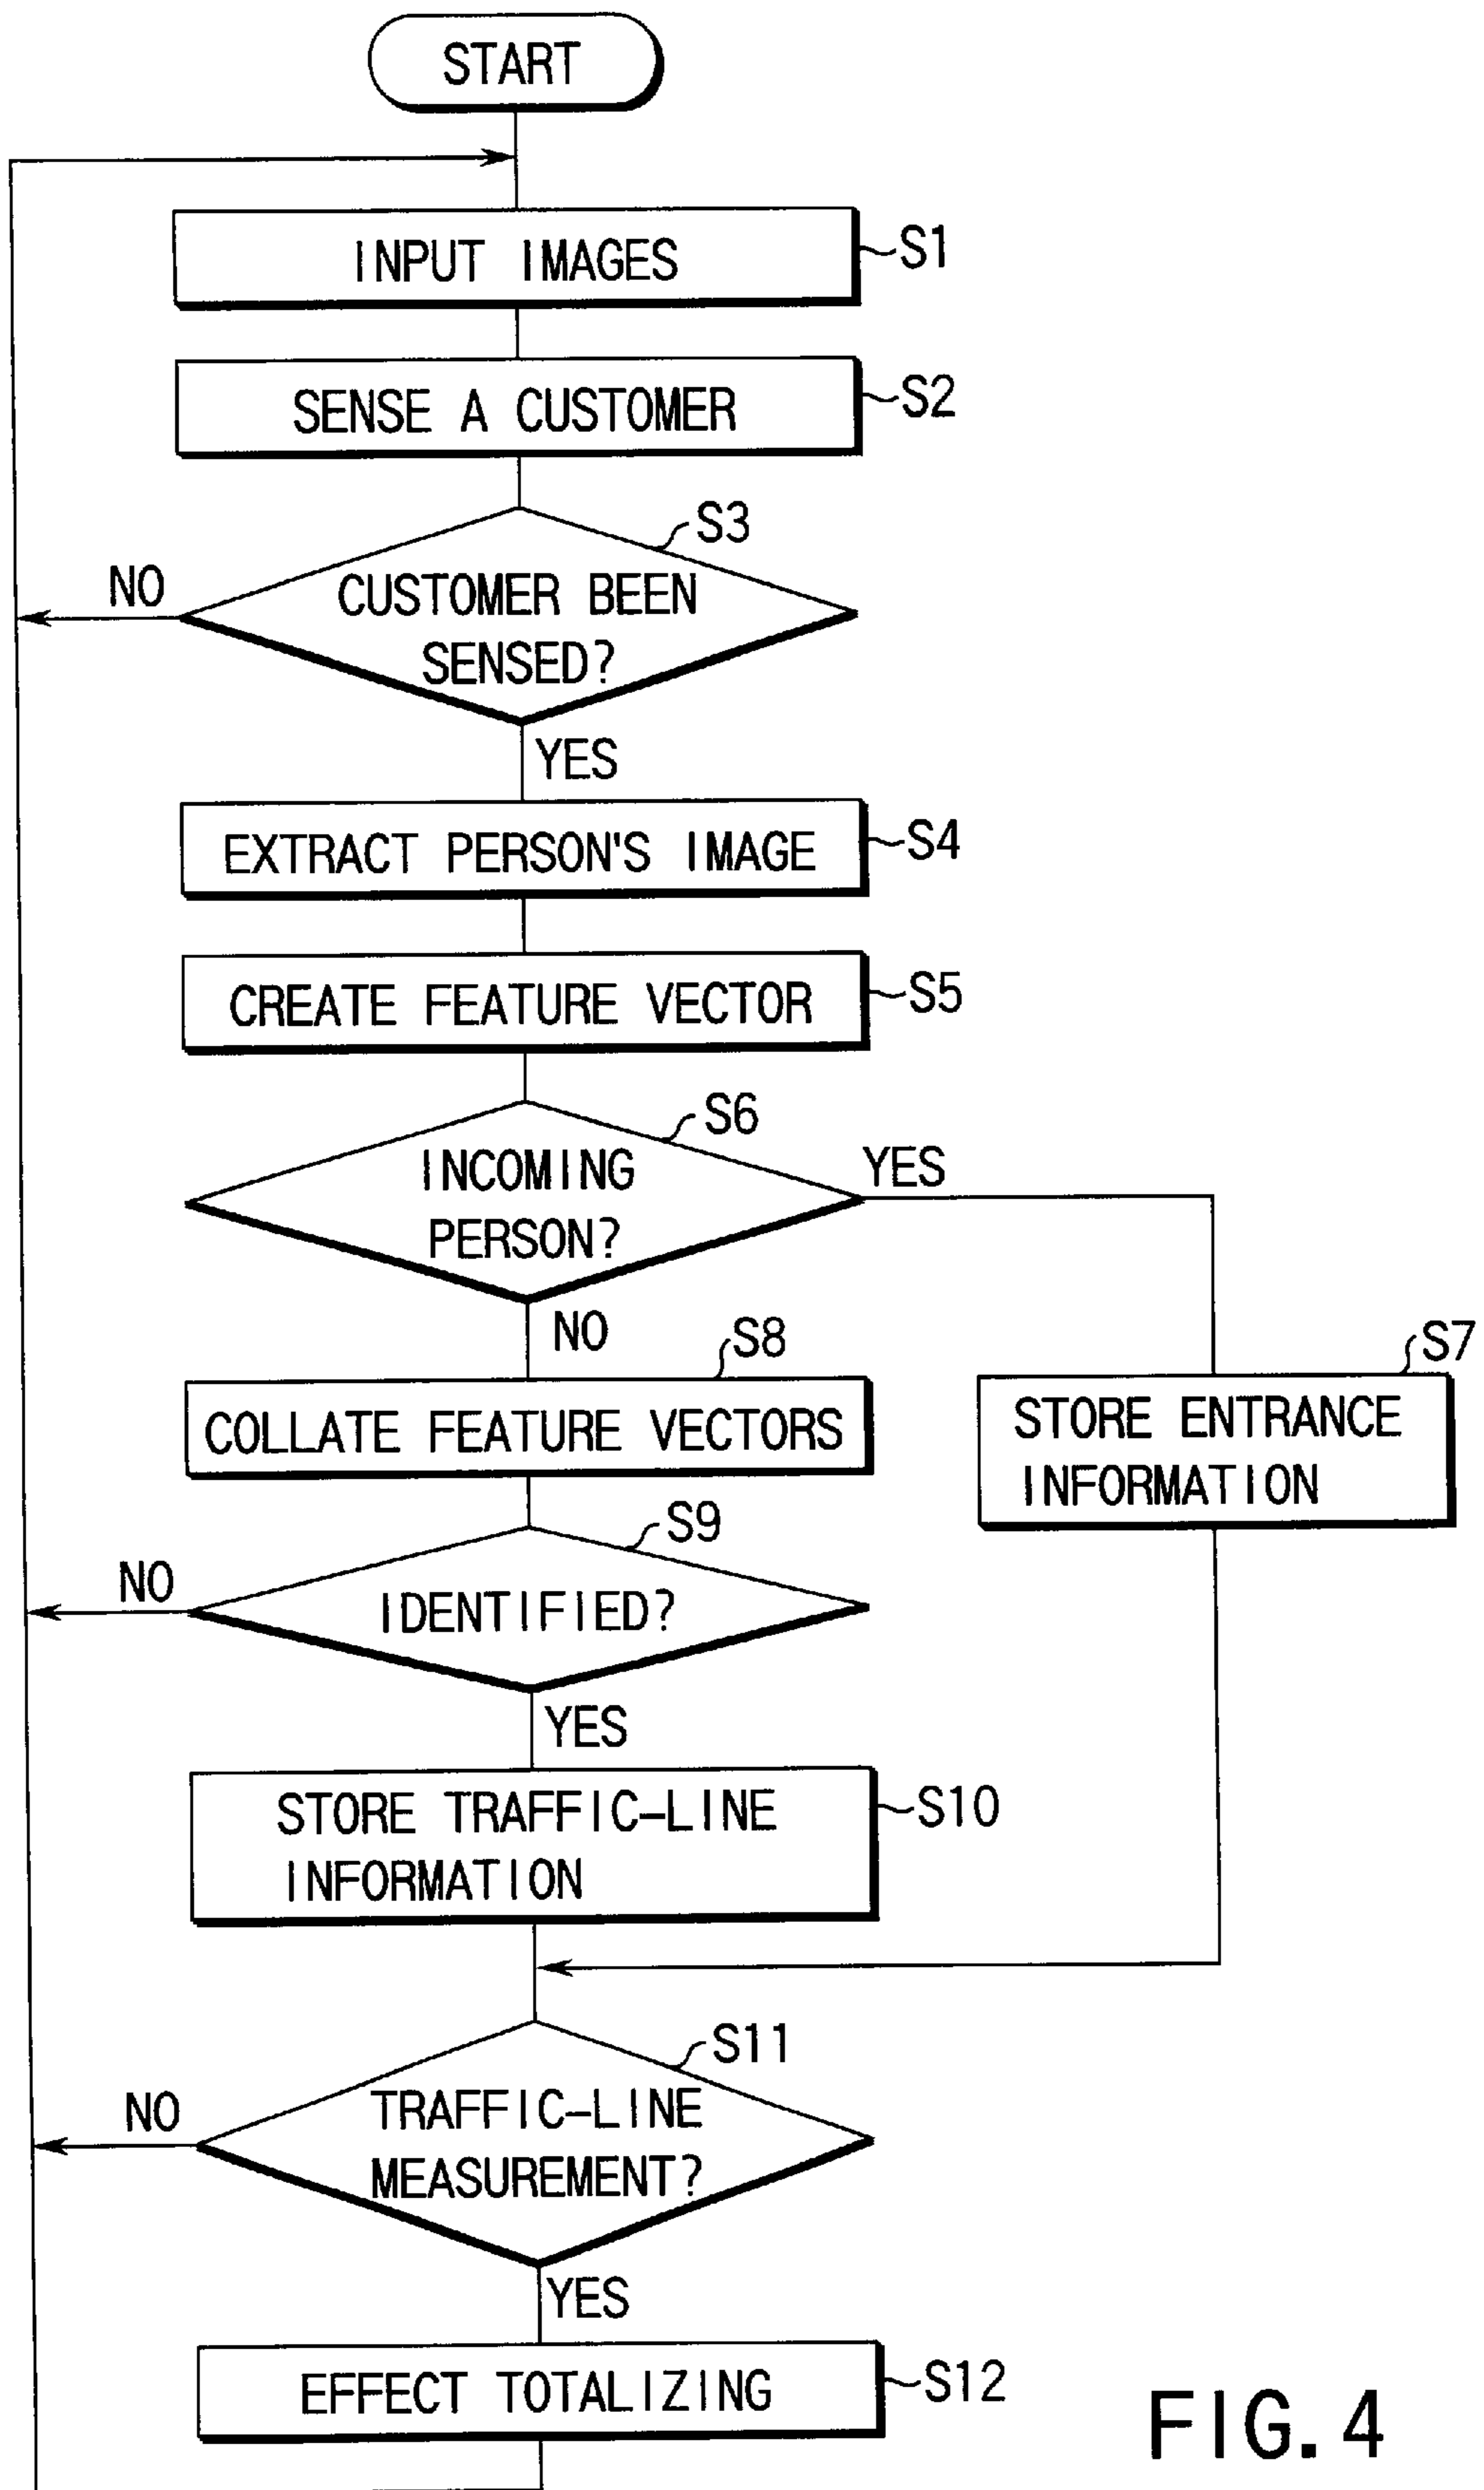 START
INPUT IMAGES
S1
SENSE A CUSTOMER
S2
S3
NO
CUSTOMER BEEN
SENSED?
YES
EXTRACT PERSON'S IMAGE
S4
CREATE FEATURE VECTOR
S5
S6
INCOMING
PERSON?
YES
NO
S8
S7
COLLATE FEATURE VECTORS
STORE ENTRANCE
INFORMATION
S9
NO
IDENTIFIED?
YES
STORE TRAFFIC-LINE
INFORMATION
S10
S11
NO
TRAFFIC-LINE
MEASUREMENT?
YES
EFFECT TOTALIZING
S12
FIG. 4